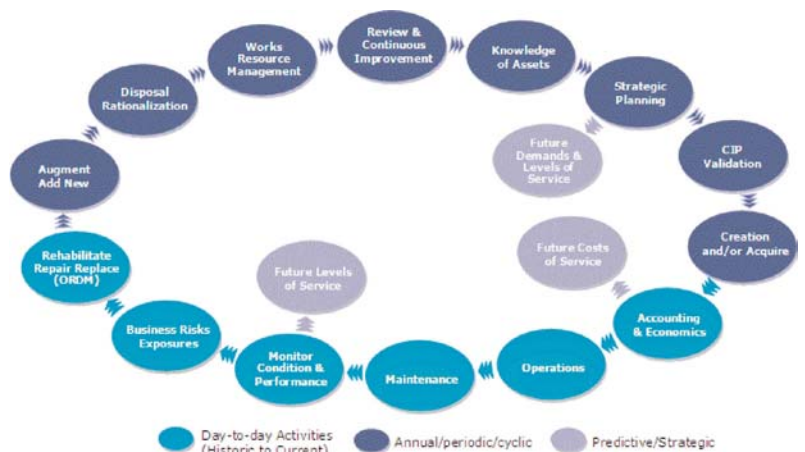 Review &
Continuous
Improvement
Works
Resource
Management
Knowledge
of Assets
Disposal
Rationalization
Strategic
Planning
Future
Demands &
Levels of
Service
CIP
Validation
Augment
Add New
Creation
and/or Acquire
Rehabilitate
Repair Replace
(ORDM)
Future Levels
of Service
Future Costs
of Service
Business Risks
Exposures
Monitor
Condition &
Performance
Maintenance
Operations
Accounting
& Economics
Day-to-day Activities
(Historic to Current)
Annual/periodic/cyclic
Predictive/Strategic